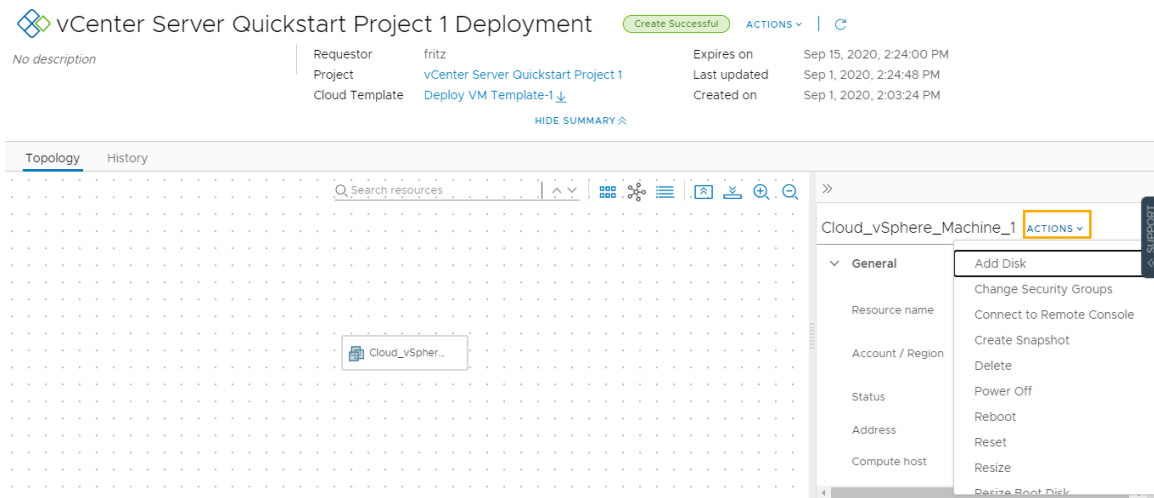 vCenter Server Quickstart Project 1 Deployment
Create Successful
ACTIONS
No description
Requestor fritz
Project vCenter Server Quickstart Project 1
Cloud Template Deploy VM Template-1
Expires on Sep 15, 2020, 2:24:00 PM
Last updated Sep 1, 2020, 2:24:48 PM
Created on Sep 1, 2020, 2:03:24 PM
HIDE SUMMARY
Topology History
Search resources
Cloud_vSpher...
SUPPORT
Cloud_vSphere_Machine_1 ACTIONS
General
Resource name
Account / Region
Status
Address
Compute host
Add Disk
Change Security Groups
Connect to Remote Console
Create Snapshot
Delete
Power Off
Reboot
Reset
Resize
Resize Boot Disk